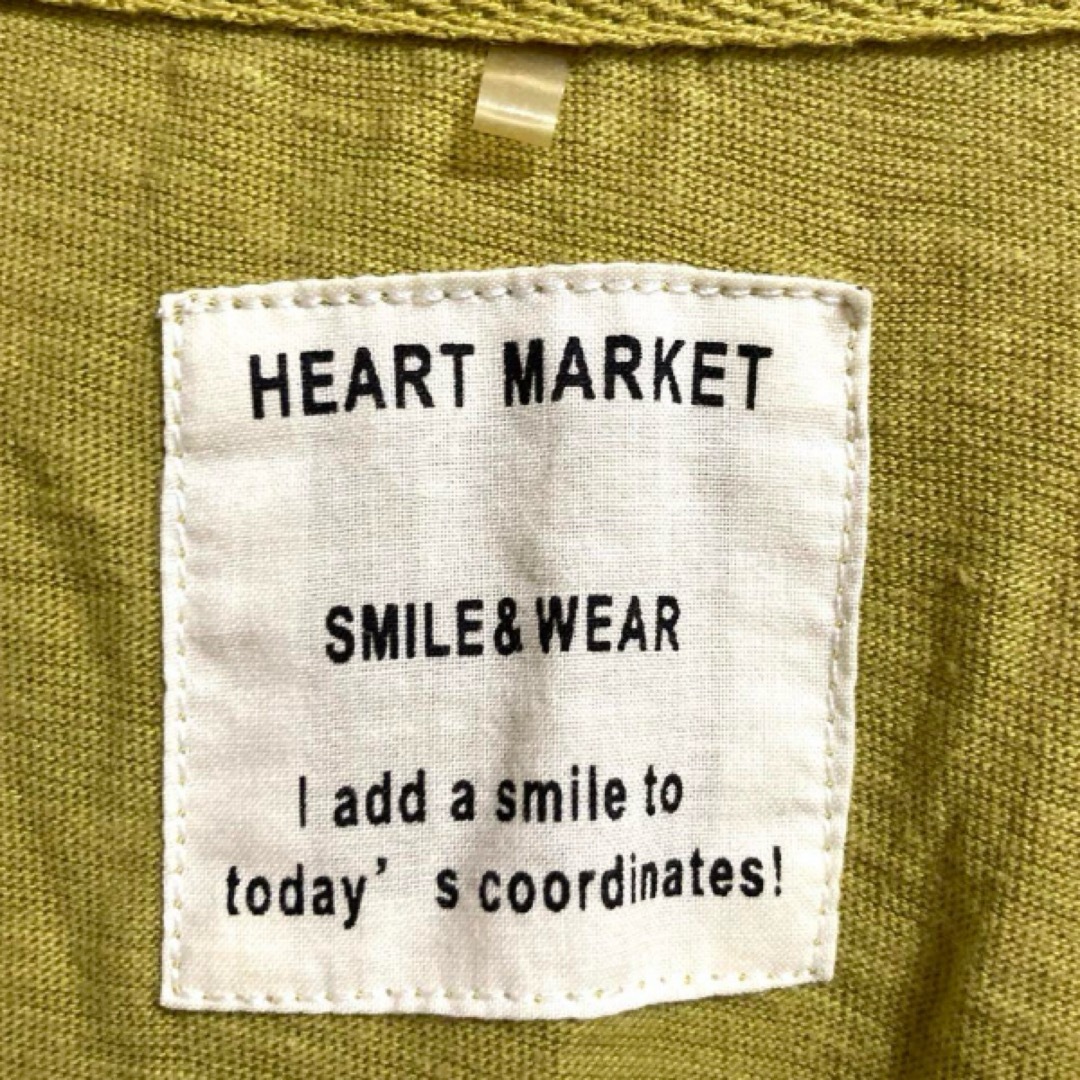 HEART MARKET
SMILE&WEAR
I add a smile to
today’ s coordinates!